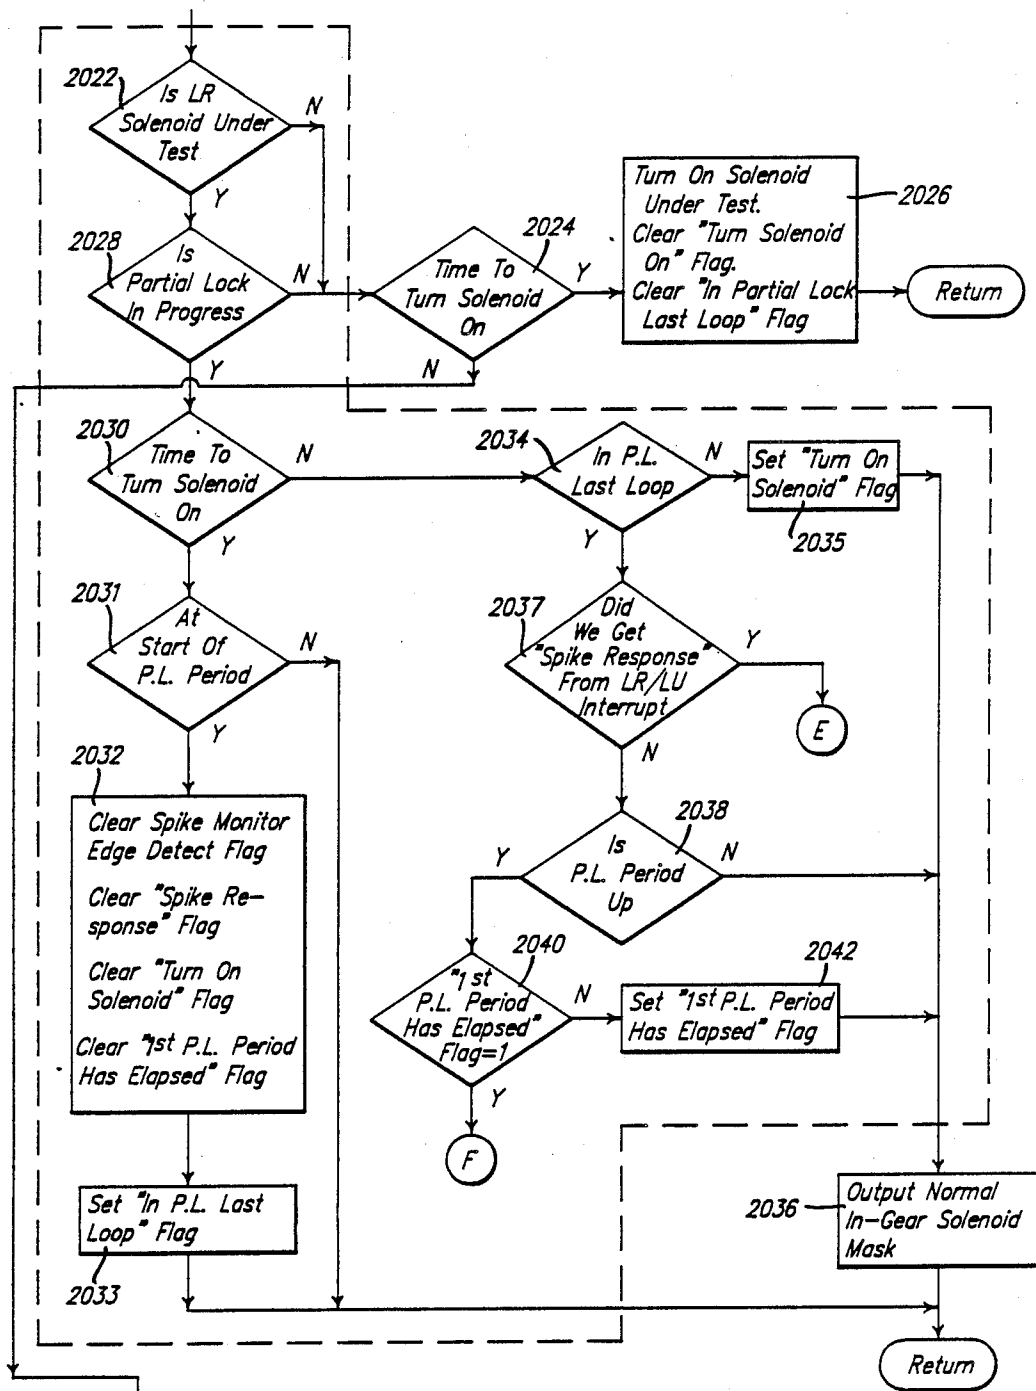 2022
Is LR
Solenoid Under
Test
N
Y
2028
Is
Partial Lock
In Progress
N
Y
2024
Time To
Turn Solenoid
On
Y
N
Turn On Solenoid
Under Test.
Clear "Turn Solenoid
On" Flag.
Clear "In Partial Lock
Last Loop" Flag
2026
Return
2030
Time To
Turn Solenoid
On
N
Y
2034
In P.L.
Last Loop
N
Y
Set "Turn On
Solenoid" Flag
2035
2031
At
Start Of
P.L. Period
N
Y
2037
Did
We Get
"Spike Response"
From LR/LU
Interrupt
Y
N
E
2032
Clear Spike Monitor
Edge Detect Flag
Clear "Spike Re-
sponse" Flag
Clear "Turn On
Solenoid" Flag
Clear "1st P.L. Period
Has Elapsed" Flag
2038
Is
P.L. Period
Up
Y
N
2040
"1st
P.L. Period
Has Elapsed"
Flag=1
N
Y
2042
Set "1st P.L. Period
Has Elapsed" Flag
F
Set "In P.L. Last
Loop" Flag
2033
2036
Output Normal
In-Gear Solenoid
Mask
Return